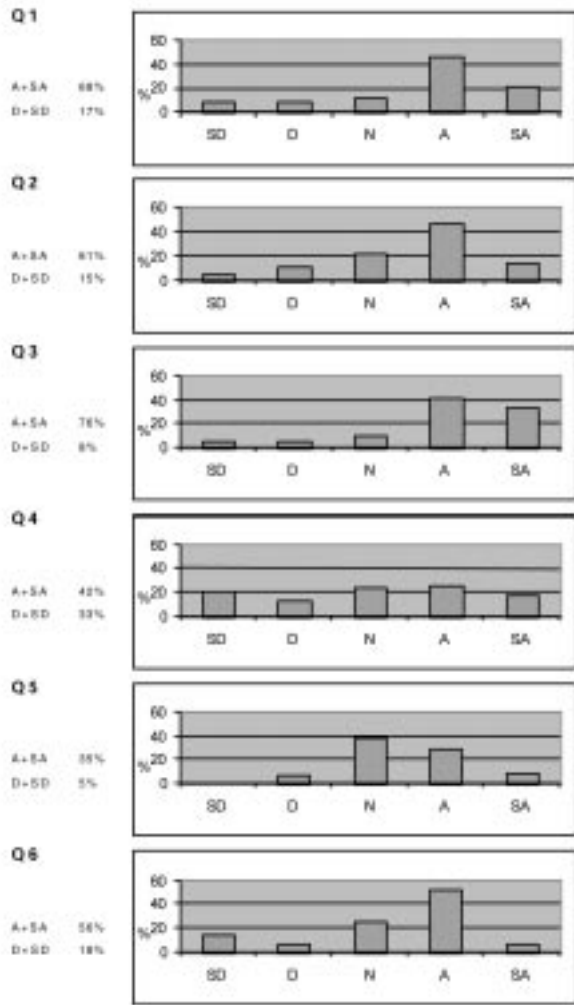 Q1
60
40
A+SA 68% % 20
D+SD 17% 0
SD D N A SA
Q2
60
40
A+SA 61% % 20
D+SD 15% 0
SD D N A SA
Q3
60
40
A+SA 76% % 20
D+SD 8% 0
SD D N A SA
Q4
60
40
A+SA % 20
D+SD 33% 0
SD D N A SA
Q5
60
40
A+SA % 20
D+SD 5% 0
SD D N A SA
Q6
60
40
A+SA 56% % 20
D+SD 18% 0
SD D N A SA